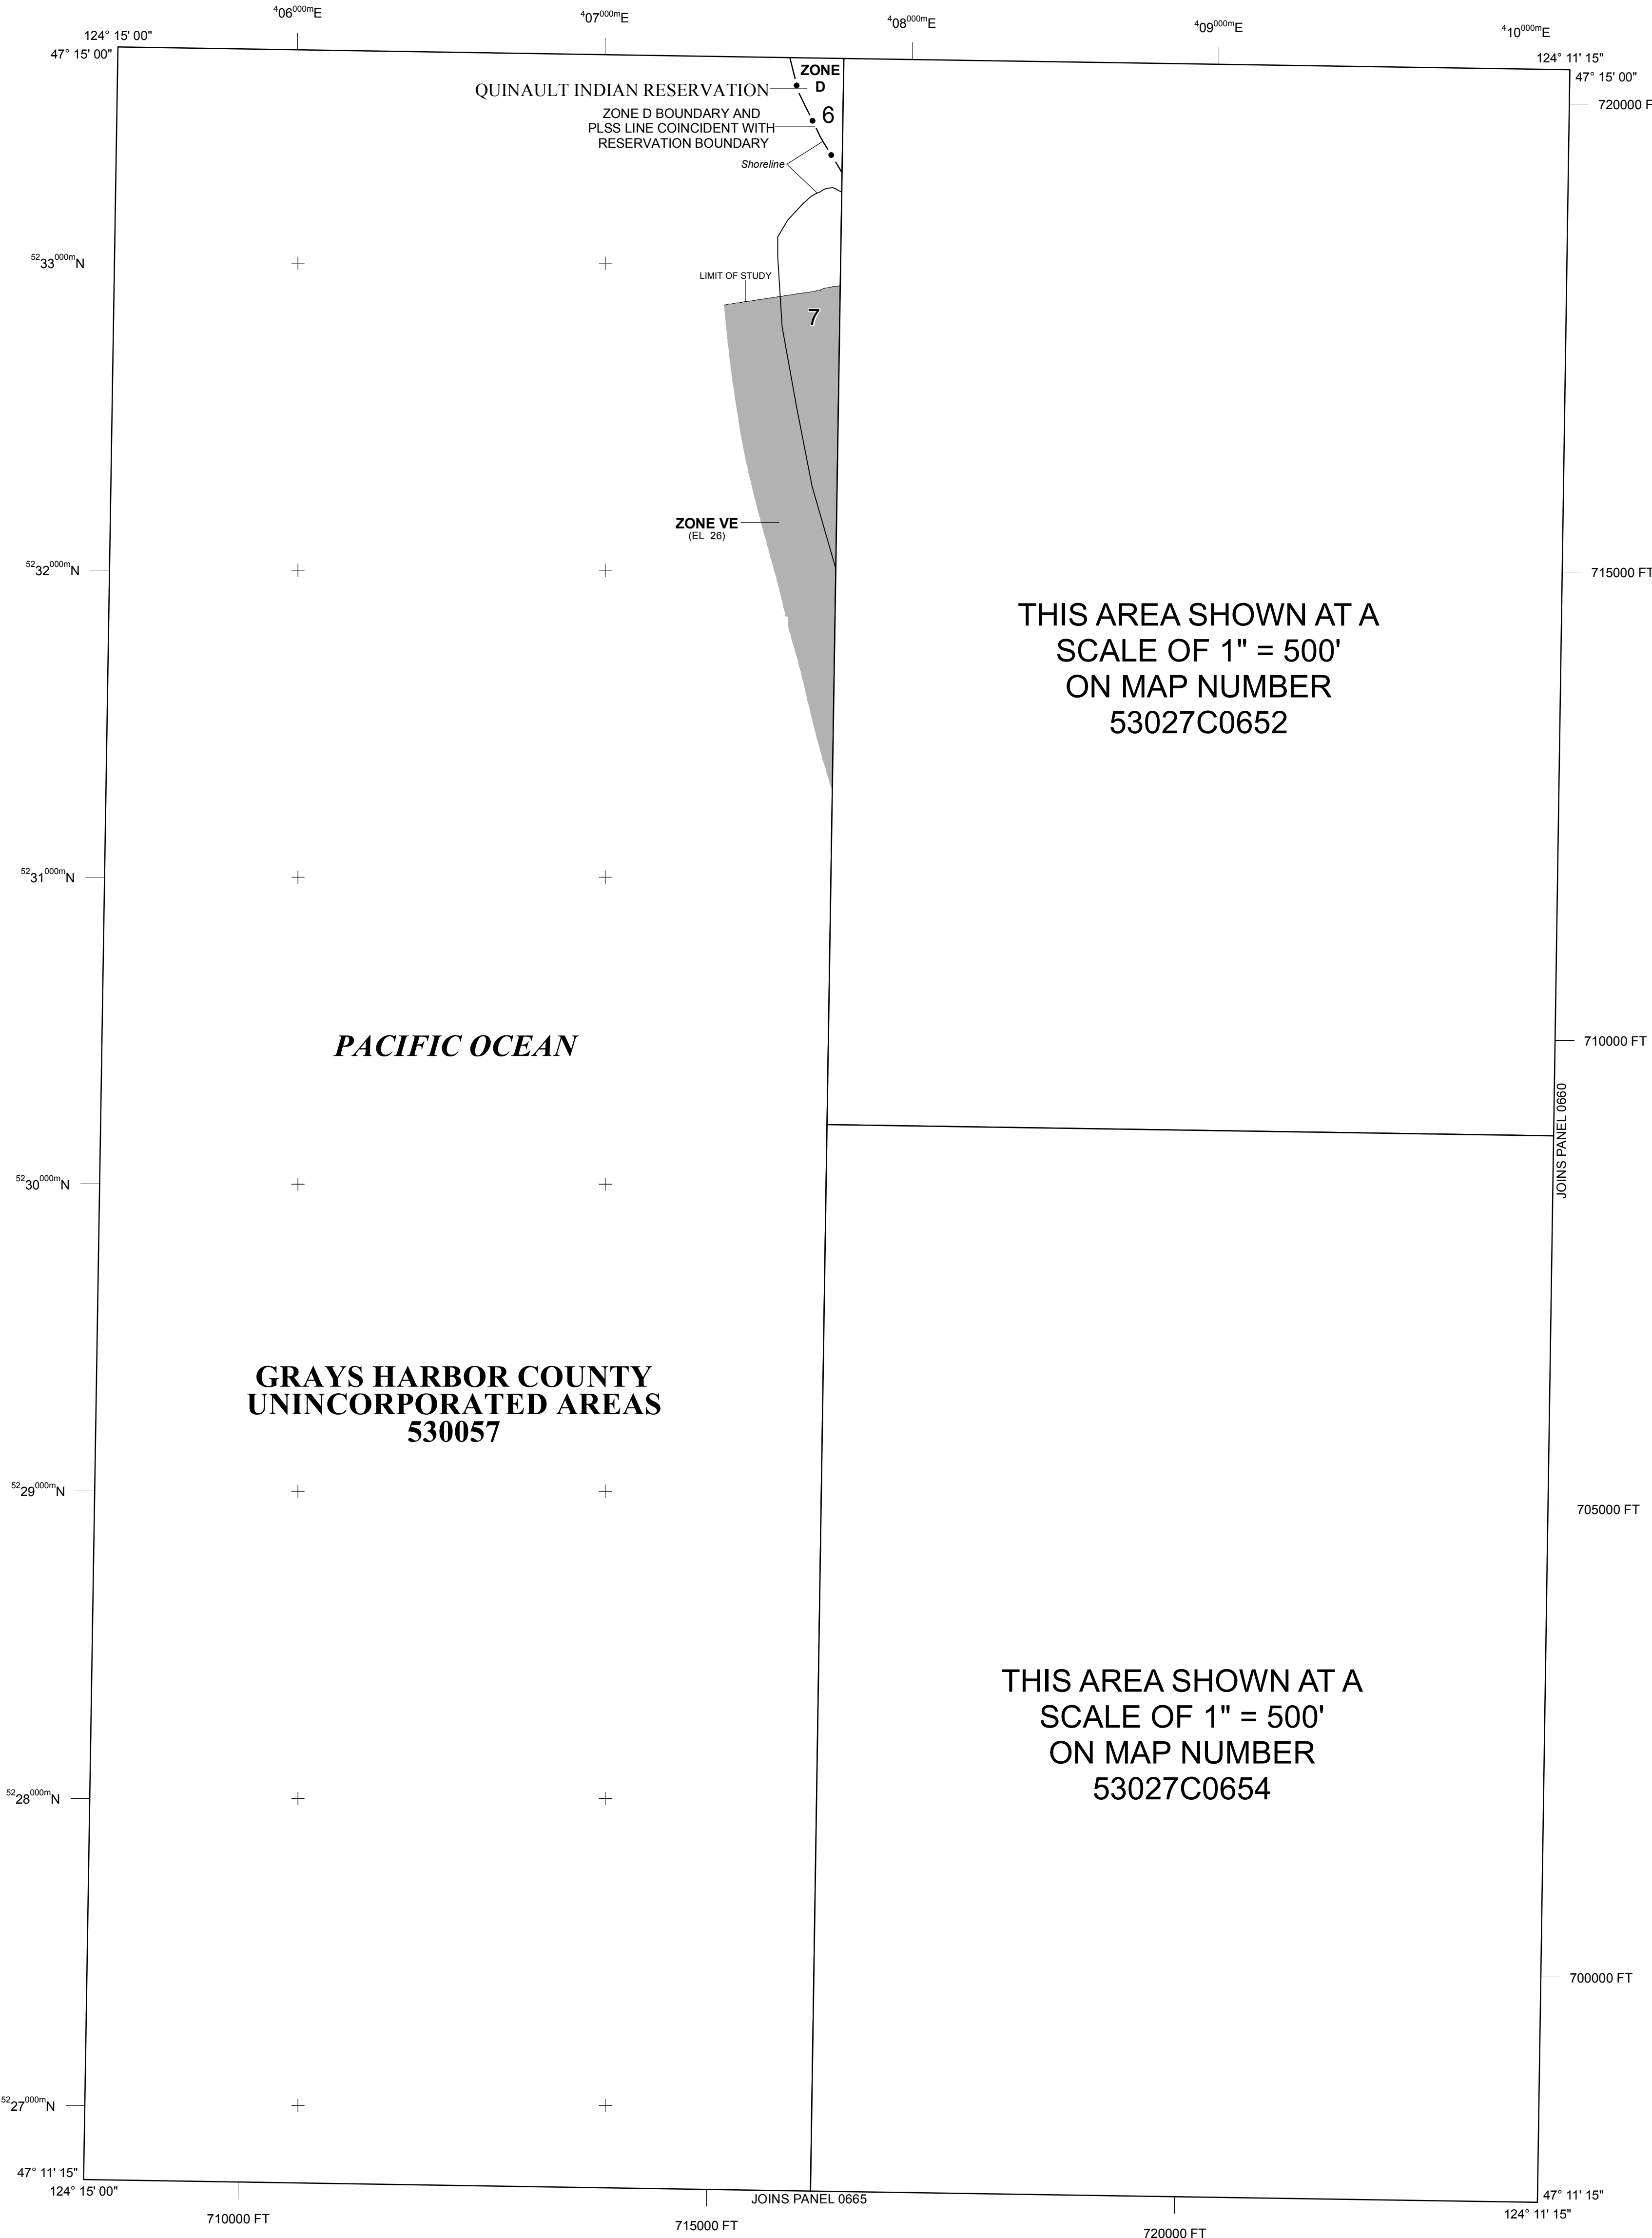 ⁴06⁰⁰⁰ᵐE
⁴07⁰⁰⁰ᵐE
⁴08⁰⁰⁰ᵐE
⁴09⁰⁰⁰ᵐE
⁴10⁰⁰⁰ᵐE
124° 15' 00"
47° 15' 00"
124° 11' 15"
47° 15' 00"
720000 F
ZONE
D
6
QUINAULT INDIAN RESERVATION
ZONE D BOUNDARY AND
PLSS LINE COINCIDENT WITH
RESERVATION BOUNDARY
Shoreline
⁵²33⁰⁰⁰ᵐN
LIMIT OF STUDY
7
ZONE VE
(EL 26)
⁵²32⁰⁰⁰ᵐN
715000 FT
THIS AREA SHOWN AT A
SCALE OF 1" = 500'
ON MAP NUMBER
53027C0652
⁵²31⁰⁰⁰ᵐN
PACIFIC OCEAN
710000 FT
JOINS PANEL 0660
⁵²30⁰⁰⁰ᵐN
GRAYS HARBOR COUNTY
UNINCORPORATED AREAS
530057
⁵²29⁰⁰⁰ᵐN
705000 FT
THIS AREA SHOWN AT A
SCALE OF 1" = 500'
ON MAP NUMBER
53027C0654
⁵²28⁰⁰⁰ᵐN
700000 FT
⁵²27⁰⁰⁰ᵐN
47° 11' 15"
124° 15' 00"
JOINS PANEL 0665
47° 11' 15"
124° 11' 15"
710000 FT
715000 FT
720000 FT